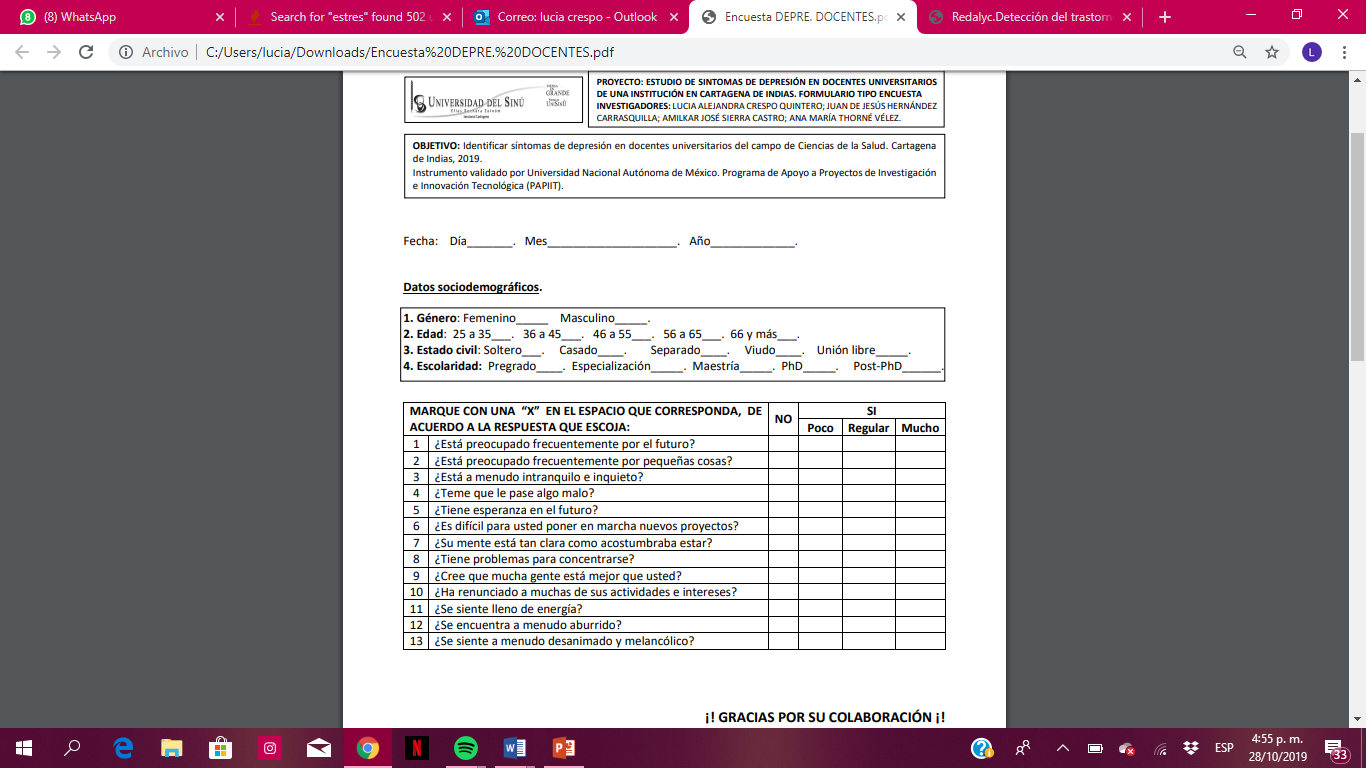 (8) WhatsApp
Search for "estres" found 502 u
Correo: lucia crespo - Outlook
Encuesta DEPRE. DOCENTES.pd
Redalyc.Detección del trastorn
Archivo
C:/Users/lucia/Downloads/Encuesta%20DEPRE.%20DOCENTES.pdf
L
UNIVERSIDAD DEL SINÚ
Elías Bechara Zainúm
PROYECTO: ESTUDIO DE SINTOMAS DE DEPRESIÓN EN DOCENTES UNIVERSITARIOS
DE UNA INSTITUCIÓN EN CARTAGENA DE INDIAS. FORMULARIO TIPO ENCUESTA
INVESTIGADORES: LUCIA ALEJANDRA CRESPO QUINTERO; JUAN DE JESÚS HERNÁNDEZ
CARRASQUILLA; AMILKAR JOSÉ SIERRA CASTRO; ANA MARÍA THORNÉ VÉLEZ.
OBJETIVO: Identificar síntomas de depresión en docentes universitarios del campo de Ciencias de la Salud. Cartagena
de Indias, 2019.
Instrumento validado por Universidad Nacional Autónoma de México. Programa de Apoyo a Proyectos de Investigación
e Innovación Tecnológica (PAPIIT).
Fecha: Día_______. Mes____________________. Año_____________.
Datos sociodemográficos.
1. Género: Femenino_____ Masculino_____.
2. Edad: 25 a 35___. 36 a 45___. 46 a 55___. 56 a 65___. 66 y más___.
3. Estado civil: Soltero___. Casado____. Separado____. Viudo____. Unión libre_____.
4. Escolaridad: Pregrado____. Especialización_____. Maestría_____. PhD_____. Post-PhD______.
MARQUE CON UNA “X” EN EL ESPACIO QUE CORRESPONDA, DE
ACUERDO A LA RESPUESTA QUE ESCOJA:
NO
SI
Poco Regular Mucho
1 ¿Está preocupado frecuentemente por el futuro?
2 ¿Está preocupado frecuentemente por pequeñas cosas?
3 ¿Está a menudo intranquilo e inquieto?
4 ¿Teme que le pase algo malo?
5 ¿Tiene esperanza en el futuro?
6 ¿Es difícil para usted poner en marcha nuevos proyectos?
7 ¿Su mente está tan clara como acostumbraba estar?
8 ¿Tiene problemas para concentrarse?
9 ¿Cree que mucha gente está mejor que usted?
10 ¿Ha renunciado a muchas de sus actividades e intereses?
11 ¿Se siente lleno de energía?
12 ¿Se encuentra a menudo aburrido?
13 ¿Se siente a menudo desanimado y melancólico?
¡! GRACIAS POR SU COLABORACIÓN ¡!
ESP
4:55 p. m.
28/10/2019
33